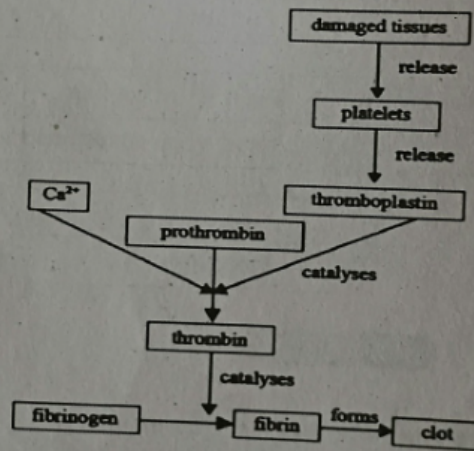 damaged tissues
release
platelets
release
Ca²⁺
thromboplastin
prothrombin
catalyses
thrombin
catalyses
fibrinogen
fibrin
forms
clot